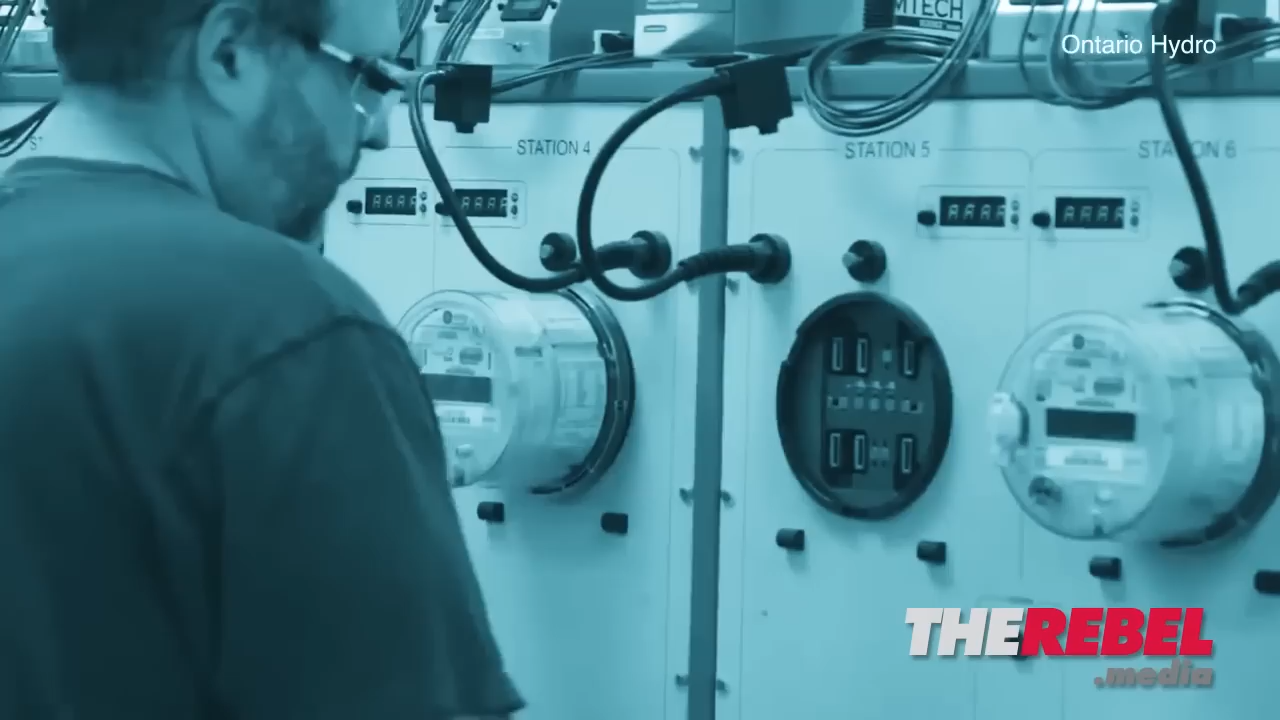 MTECH
Ontario Hydro
STATION 4
STATION 5
STATION 6
THEREBEL
.media